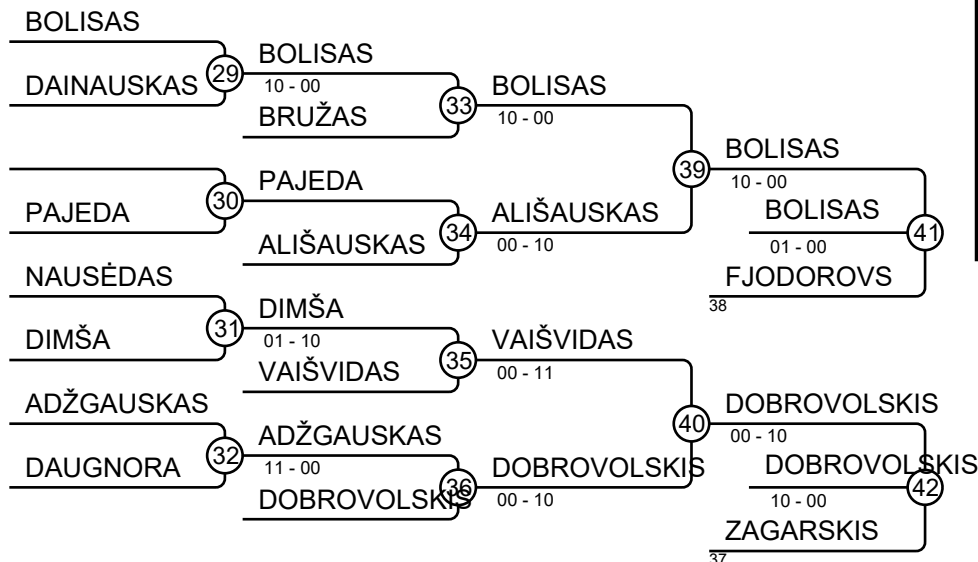 BOLISAS
DAINAUSKAS
29
BOLISAS
10 - 00
BRUŽAS
33
BOLISAS
10 - 00
PAJEDA
30
PAJEDA
ALIŠAUSKAS
34
ALIŠAUSKAS
00 - 10
39
BOLISAS
10 - 00
BOLISAS
01 - 00
41
FJODOROVS
38
NAUSĖDAS
DIMŠA
31
DIMŠA
01 - 10
VAIŠVIDAS
35
VAIŠVIDAS
00 - 11
ADŽGAUSKAS
DAUGNORA
32
ADŽGAUSKAS
11 - 00
DOBROVOLSKIS
36
DOBROVOLSKIS
00 - 10
40
DOBROVOLSKIS
00 - 10
DOBROVOLSKIS
10 - 00
42
ZAGARSKIS
37